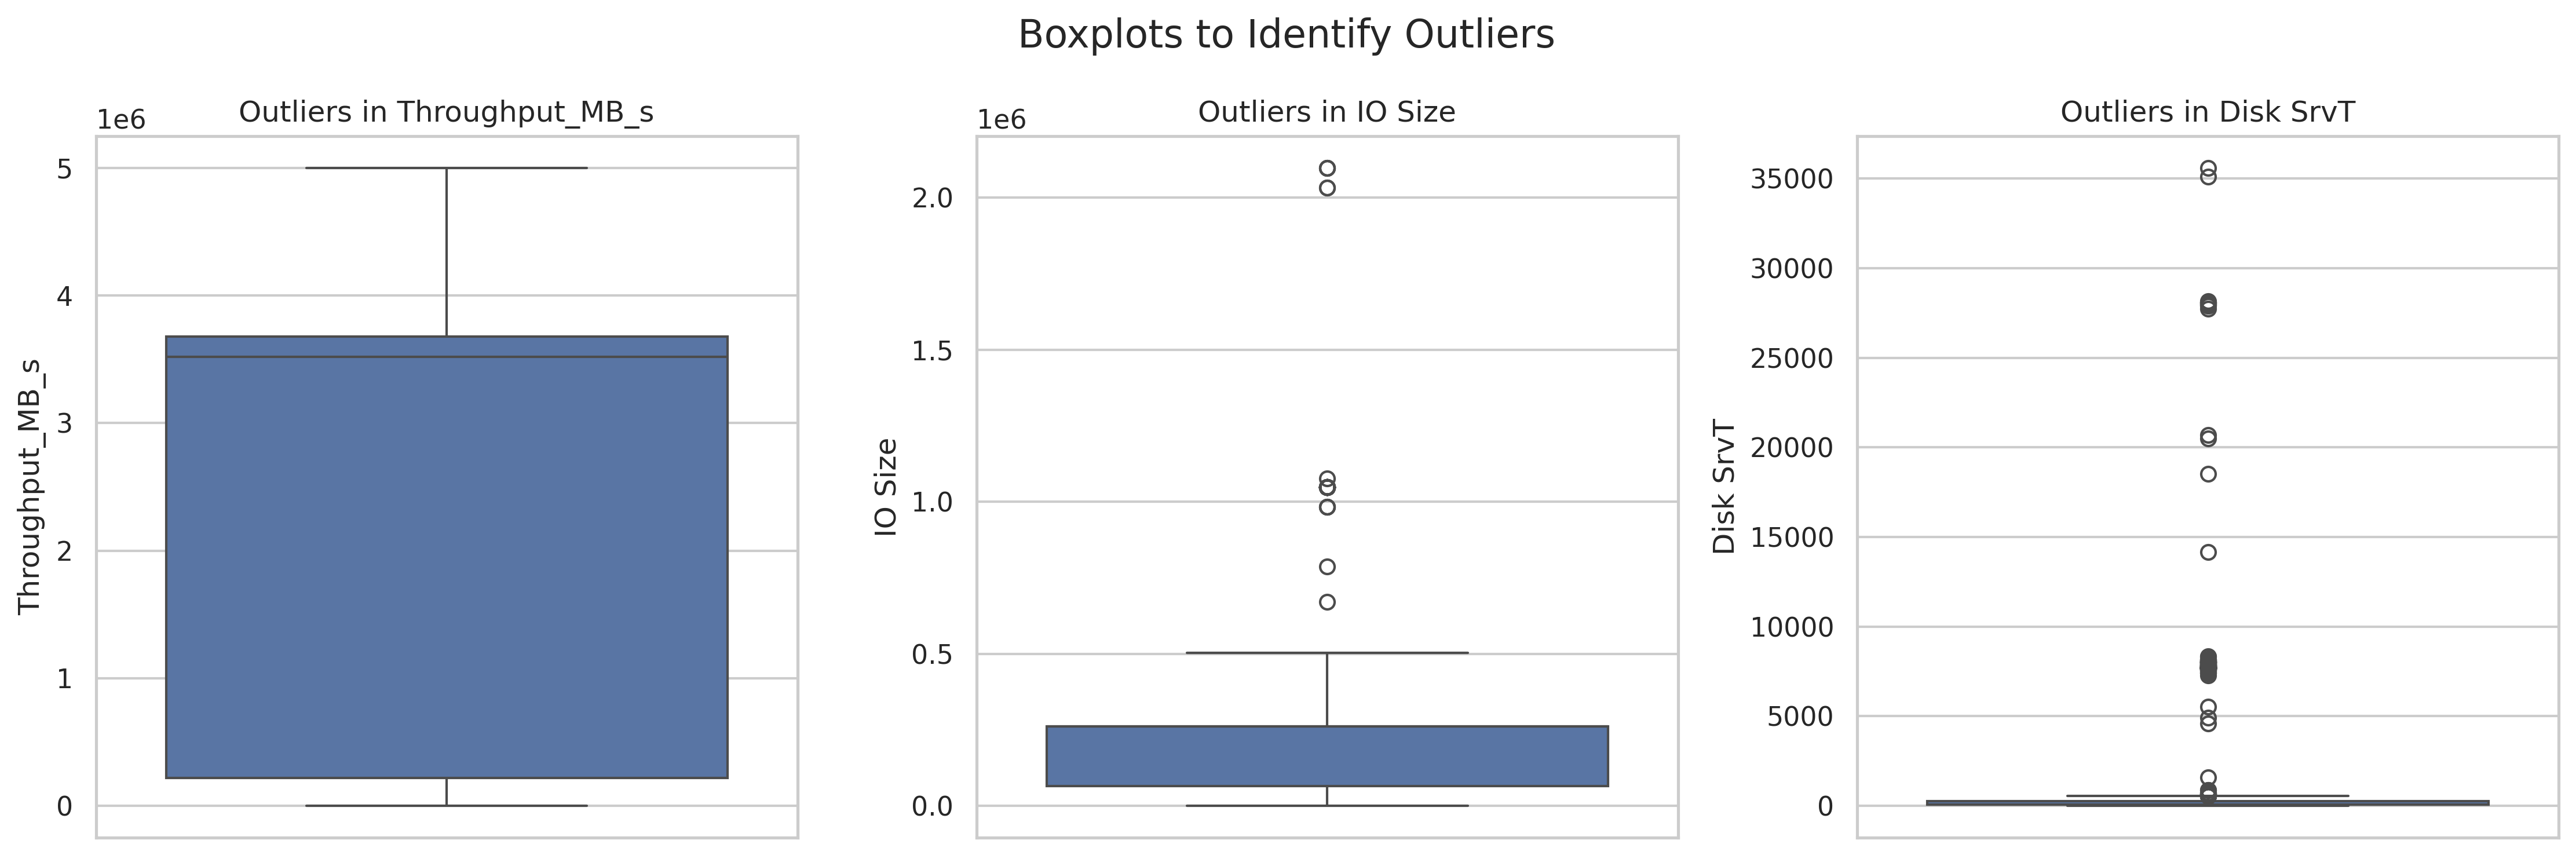 Boxplots to Identify Outliers
Outliers in Throughput_MB_s
1e6
5
4
3
2
1
0
Throughput_MB_s
Outliers in IO Size
1e6
2.0
1.5
1.0
0.5
0.0
IO Size
Outliers in Disk SrvT
35000
30000
25000
20000
15000
10000
5000
0
Disk SrvT